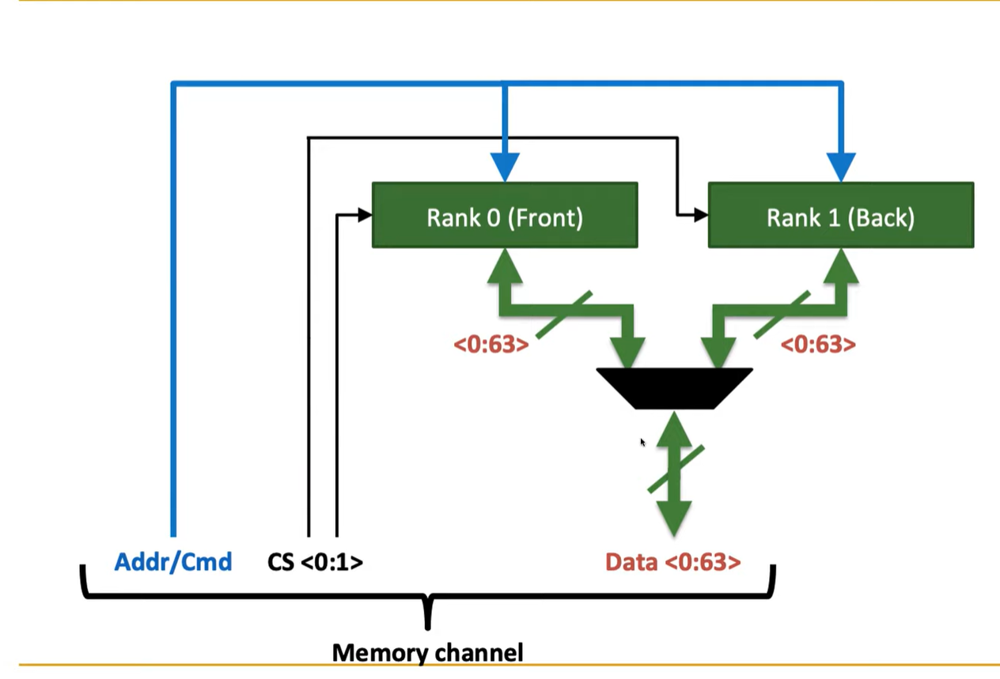 Rank 0 (Front)
Rank 1 (Back)
<0:63>
<0:63>
Addr/Cmd
CS <0:1>
Data <0:63>
Memory channel